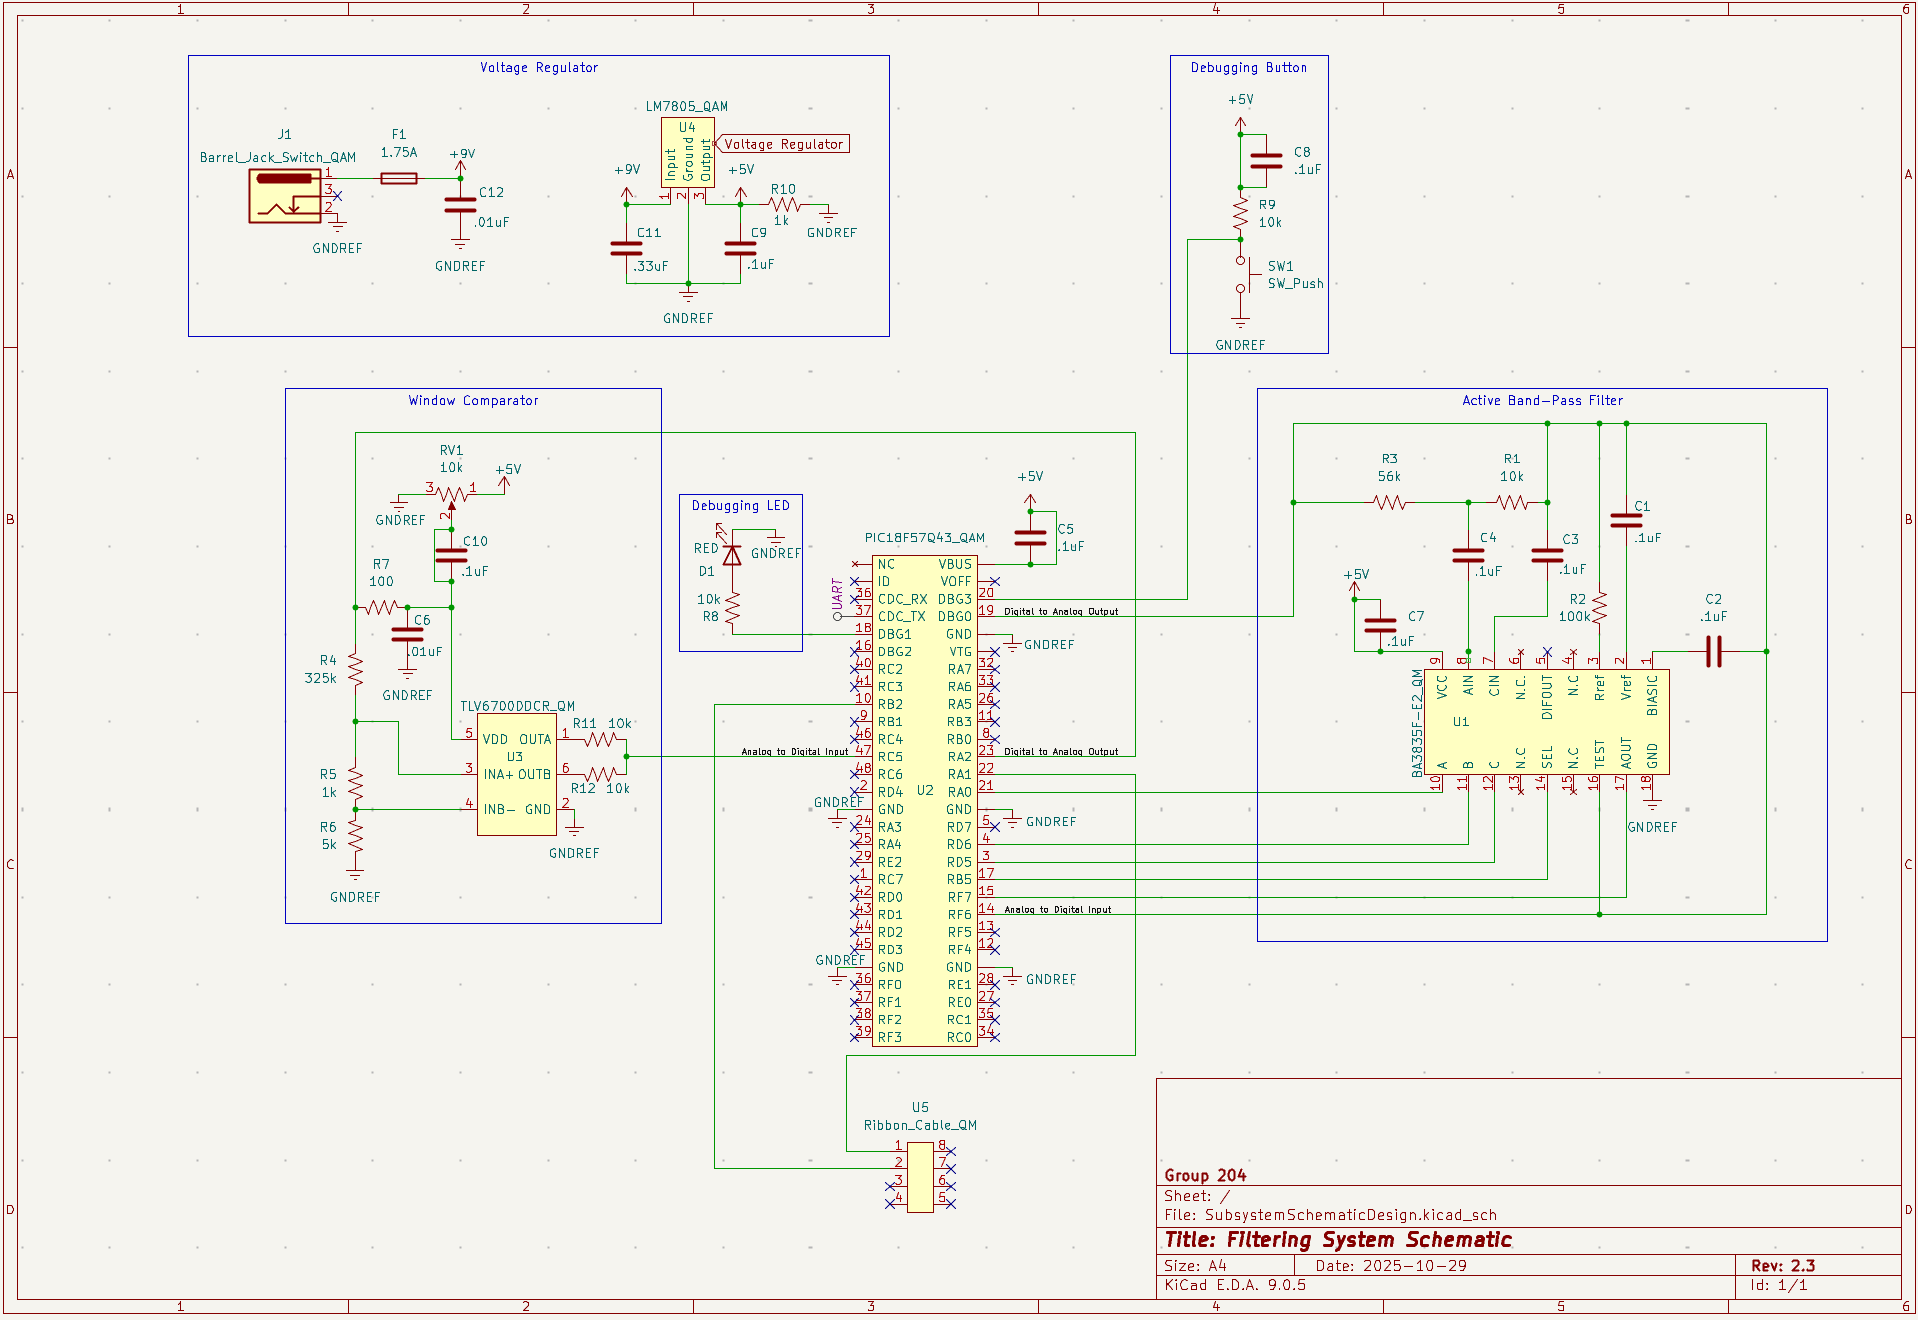 1 2 3 4 5 6
A
B
C
D
Voltage Regulator
J1
Barrel_Jack_Switch_QAM
1
3
2
GNDREF
F1
1.75A
+9V
C12
.01uF
GNDREF
LM7805_QAM
U4
Input
Ground
Output
1
2
3
Voltage Regulator
+9V
+5V
R10
1k
GNDREF
C11
.33uF
C9
.1uF
GNDREF
Debugging Button
+5V
C8
.1uF
R9
10k
SW1
SW_Push
GNDREF
Window Comparator
RV1
10k
+5V
3
1
2
GNDREF
C10
.1uF
R7
100
C6
.01uF
GNDREF
R4
325k
R5
1k
R6
5k
GNDREF
TLV6700DDCR_QM
5 VDD OUTA 1
U3
3 INA+ OUTB 6
4 INB- GND 2
R11 10k
R12 10k
GNDREF
Debugging LED
RED
D1
GNDREF
10k
R8
UART
+5V
C5
.1uF
PIC18F57Q43_QAM
U2
NC
ID
36 CDC_RX
37 CDC_TX
18 DBG1
16 DBG2
40 RC2
41 RC3
10 RB2
9 RB1
46 RC4
47 RC5
48 RC6
2 RD4
GND
24 RA3
25 RA4
29 RE2
1 RC7
42 RD0
43 RD1
44 RD2
45 RD3
GND
36 RF0
37 RF1
38 RF2
39 RF3
VBUS
VOFF
DBG3 20
DBG0 19
GND
VTG
RA7 32
RA6 33
RA5 26
RB3 11
RB0 8
RA2 23
RA1 22
RA0 21
GND
RD7 5
RD6 4
RD5 3
RB5 17
RF7 15
RF6 14
RF5 13
RF4 12
GND
RE1 28
RE0 27
RC1 35
RC0 34
Analog to Digital Input
GNDREF
GNDREF
Digital to Analog Output
GNDREF
Digital to Analog Output
GNDREF
Analog to Digital Input
GNDREF
Active Band-Pass Filter
R3
56k
R1
10k
C4
.1uF
C3
.1uF
C1
.1uF
R2
100k
C2
.1uF
+5V
C7
.1uF
BA3835F-E2_QM
U1
9 VCC
8 AIN
7 CIN
6 N.C.
5 DIFOUT
4 N.C
3 Rref
2 Vref
1 BIASIC
10 A
11 B
12 C
13 N.C
14 SEL
15 N.C
16 TEST
17 AOUT
18 GND
GNDREF
U5
Ribbon_Cable_QM
1 8
2 7
3 6
4 5
Group 204
Sheet: /
File: SubsystemSchematicDesign.kicad_sch
Title: Filtering System Schematic
Size: A4 Date: 2025-10-29 Rev: 2.3
KiCad E.D.A. 9.0.5 Id: 1/1
A
B
C
D
1 2 3 4 5 6